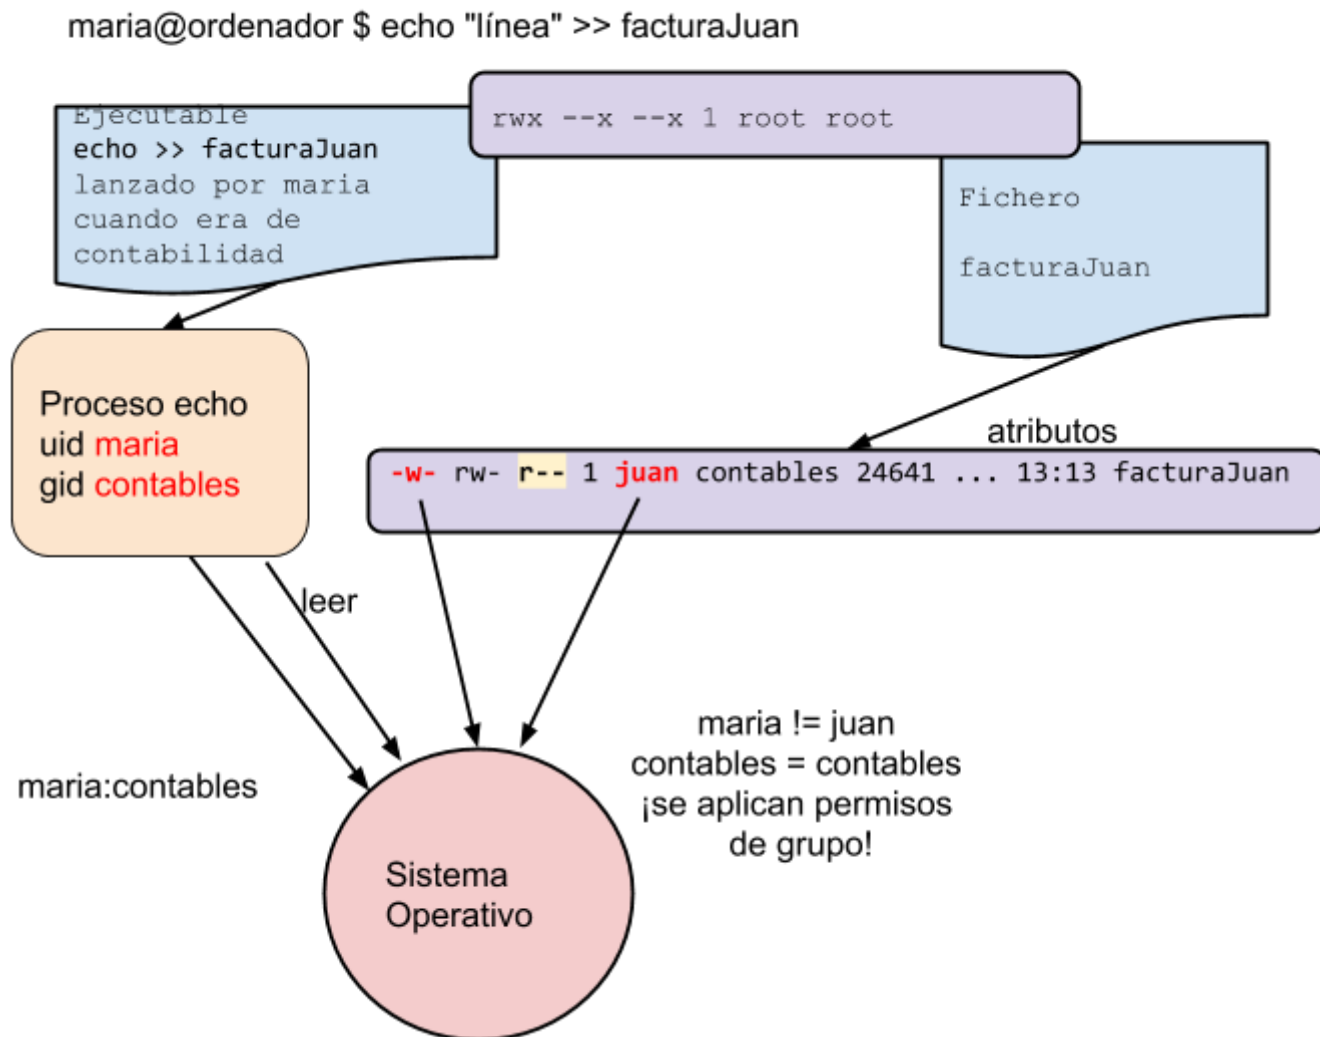 maria@ordenador $ echo "línea" >> facturaJuan
rwx --x --x 1 root root
Ejecutable
echo >> facturaJuan
lanzado por maria
cuando era de
contabilidad
Fichero
facturaJuan
Proceso echo
uid maria
gid contables
atributos
-w- rw- r-- 1 juan contables 24641 ... 13:13 facturaJuan
leer
maria:contables
maria != juan
contables = contables
¡se aplican permisos
de grupo!
Sistema
Operativo